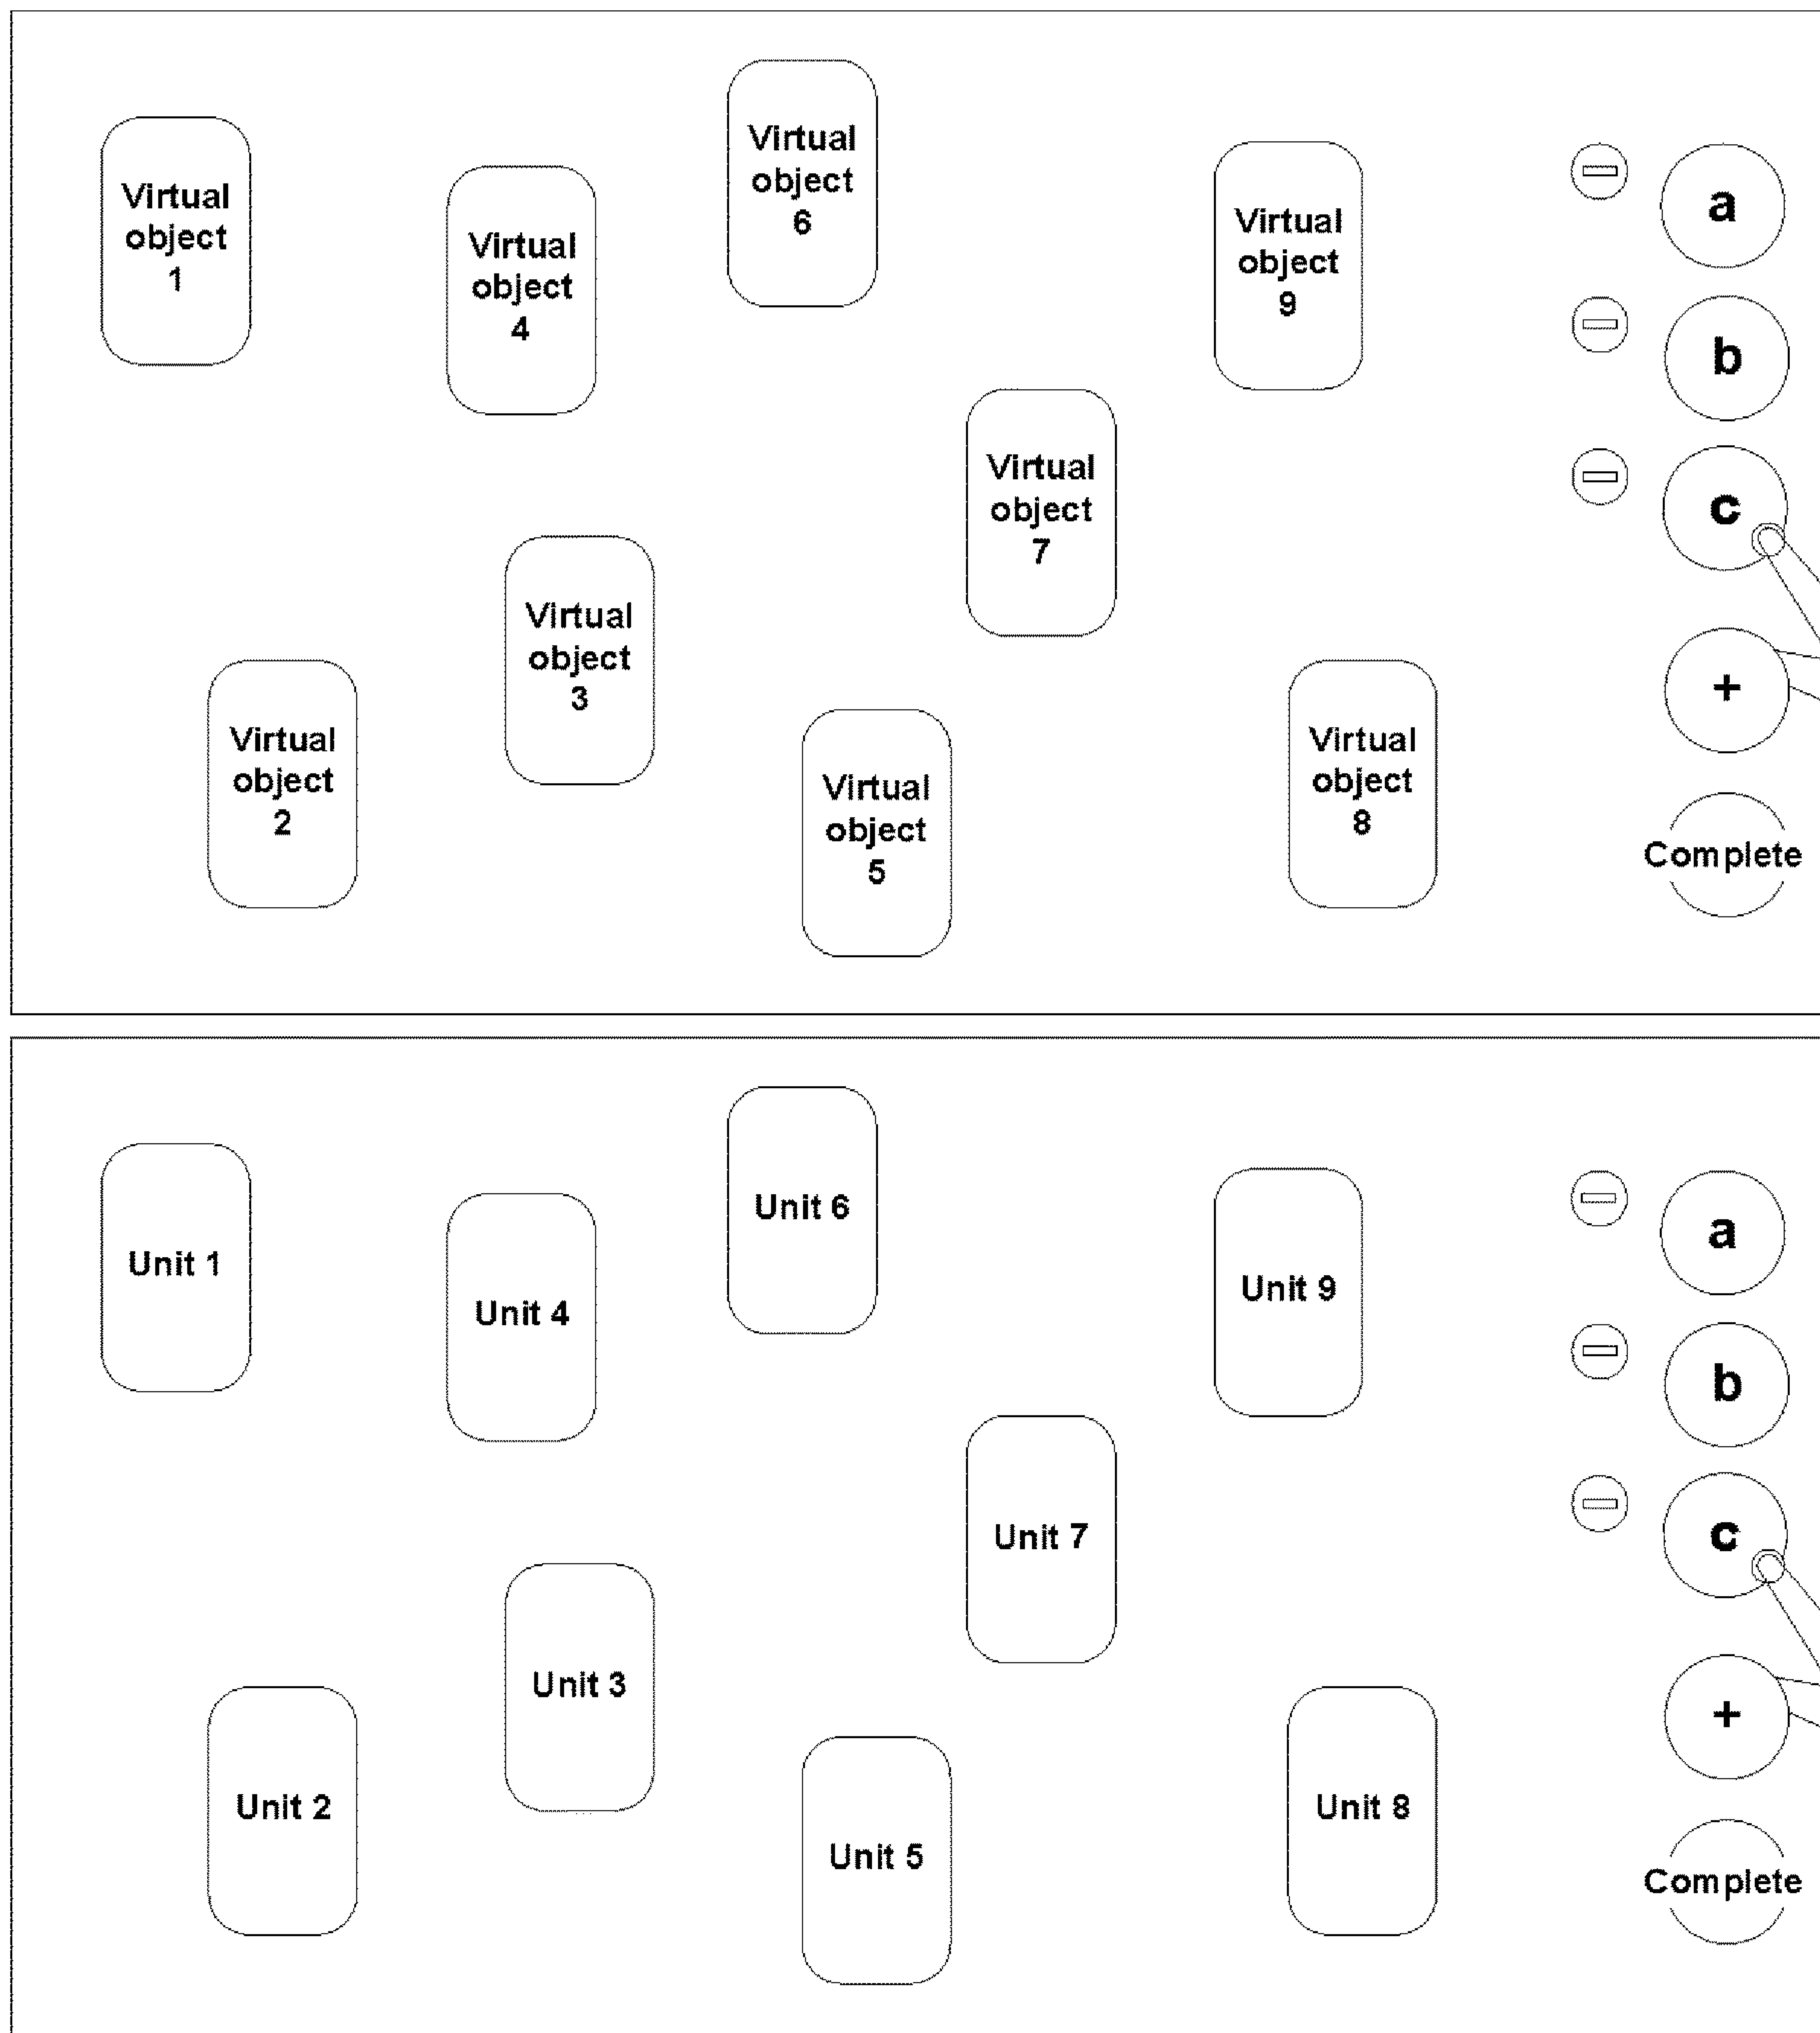 Virtual
object
1
Virtual
object
4
Virtual
object
6
Virtual
object
9
Virtual
object
7
Virtual
object
3
Virtual
object
2
Virtual
object
5
Virtual
object
8
a
b
c
+
Complete
Unit 1
Unit 4
Unit 6
Unit 9
Unit 7
Unit 3
Unit 2
Unit 5
Unit 8
a
b
c
+
Complete